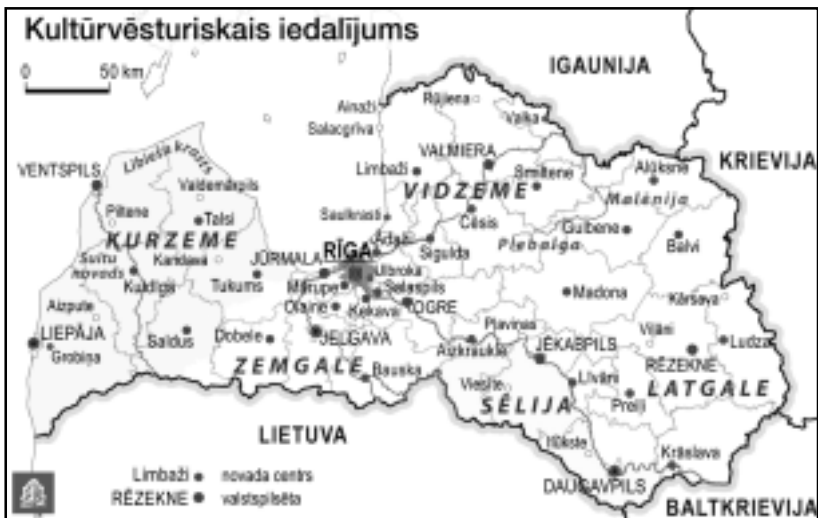 Kultūrvēsturiskais iedalījums
0 50 km
IGAUNIJA
KRIEVIJA
Ainaži
Rūjiena
Salacgrīva
Valka
VALMIERA
Limbaži
Smiltene
Alūksne
VIDZEME
Malēnija
Lībiešu krasts
VENTSPILS
Valdemārpils
Piltene
Talsi
KURZEME
Saulkrasti
Cēsis
Gulbene
Piebalga
Balvi
Ādaži
Sigulda
RĪGA
Suitu novads
Kandava
JŪRMALA
Ulbroka
Kuldīga
Tukums
Mārupe
Salaspils
Madona
Kārsava
Olaine
Ķekava
OGRE
Aizpute
LIEPĀJA
Saldus
Dobele
JELGAVA
Pļaviņas
Viļāni
Ludza
Grobiņa
Aizkraukle
JĒKABPILS
RĒZEKNE
ZEMGALE
Bauska
Viesīte
Līvāni
LATGALE
SĒLIJA
Preiļi
LIETUVA
Ilūkste
Krāslava
DAUGAVPILS
Limbaži novada centrs
RĒZEKNE valstspilsēta
BALTKRIEVIJA